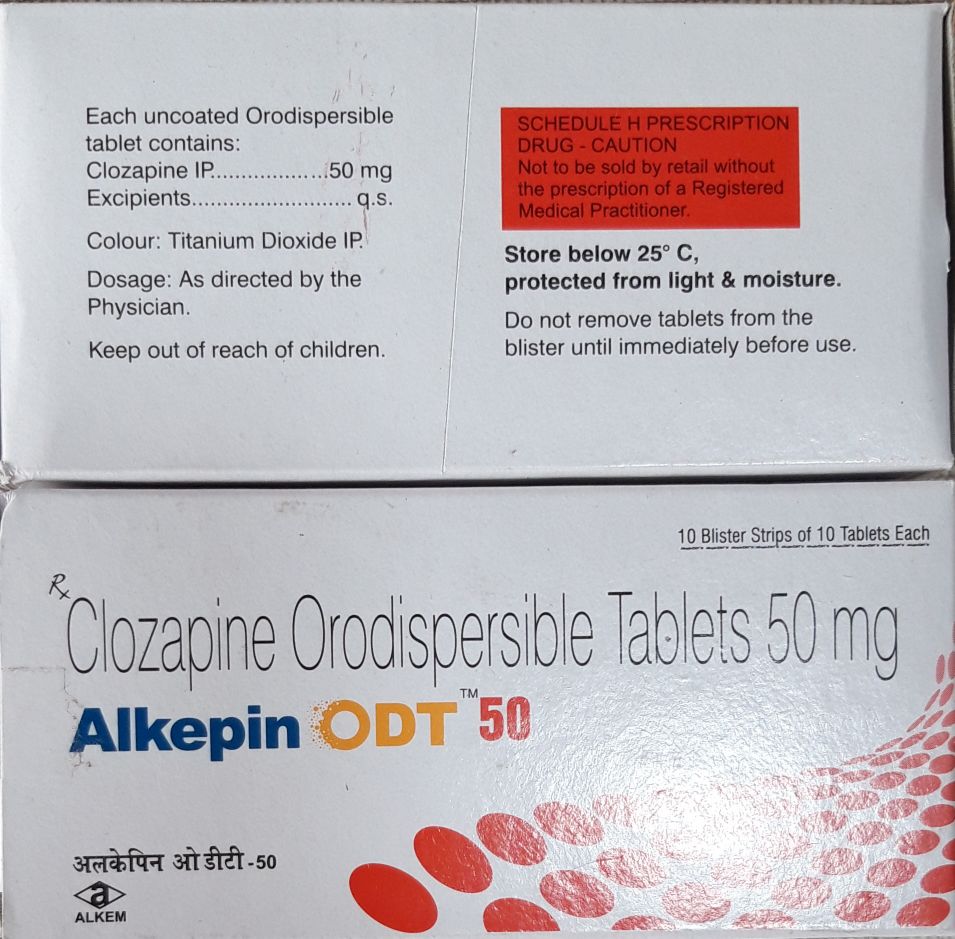 Each uncoated Orodispersible
tablet contains:
Clozapine IP....................50 mg
Excipients.......................... q.s.
Colour: Titanium Dioxide IP.
Dosage: As directed by the
Physician.
Keep out of reach of children.
SCHEDULE H PRESCRIPTION
DRUG - CAUTION
Not to be sold by retail without
the prescription of a Registered
Medical Practitioner.
Store below 25° C,
protected from light & moisture.
Do not remove tablets from the
blister until immediately before use.
10 Blister Strips of 10 Tablets Each
Rx
Clozapine Orodispersible Tablets 50 mg
Alkepin ODT™ 50
अलकेपिन ओ डीटी -50
a
ALKEM